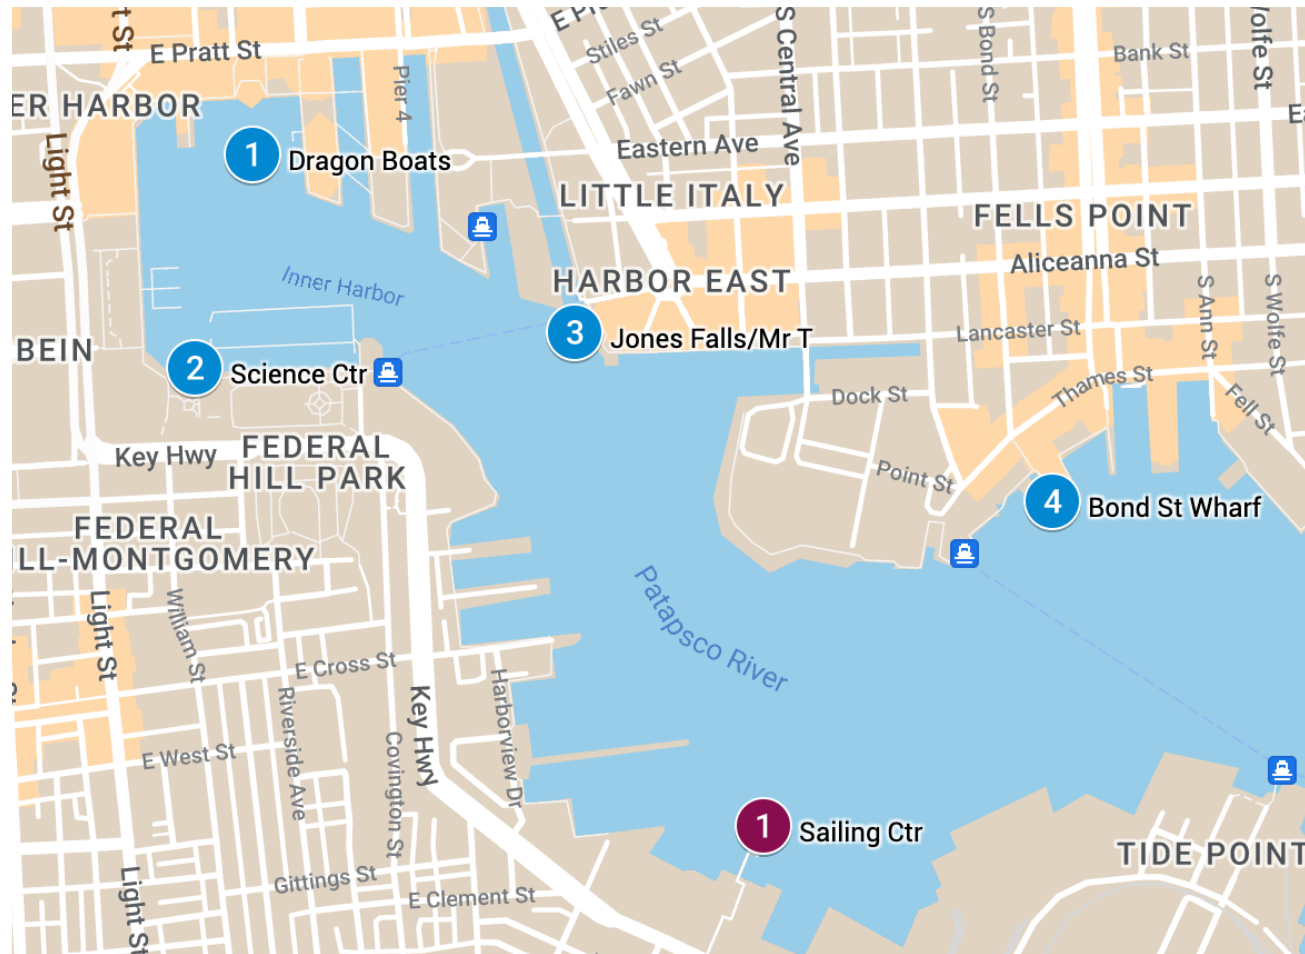 t St
E Pratt St
Pier 4
E Pr
Stiles St
Fawn St
S Central Ave
S Bond St
Bank St
Wolfe St
ER HARBOR
Light St
1
Dragon Boats
Eastern Ave
Ea
LITTLE ITALY
FELLS POINT
Aliceanna St
Inner Harbor
HARBOR EAST
S Ann St
S Wolfe St
3
Jones Falls/Mr T
Lancaster St
BEIN
2
Science Ctr
Thames St
Dock St
Fell St
Key Hwy
FEDERAL
HILL PARK
Point St
4
Bond St Wharf
FEDERAL
ILL-MONTGOMERY
Light St
William St
Patapsco River
E Cross St
Harborview Dr
Riverside Ave
Key Hwy
Covington St
E West St
1
Sailing Ctr
TIDE POINT
Gittings St
E Clement St
Light St